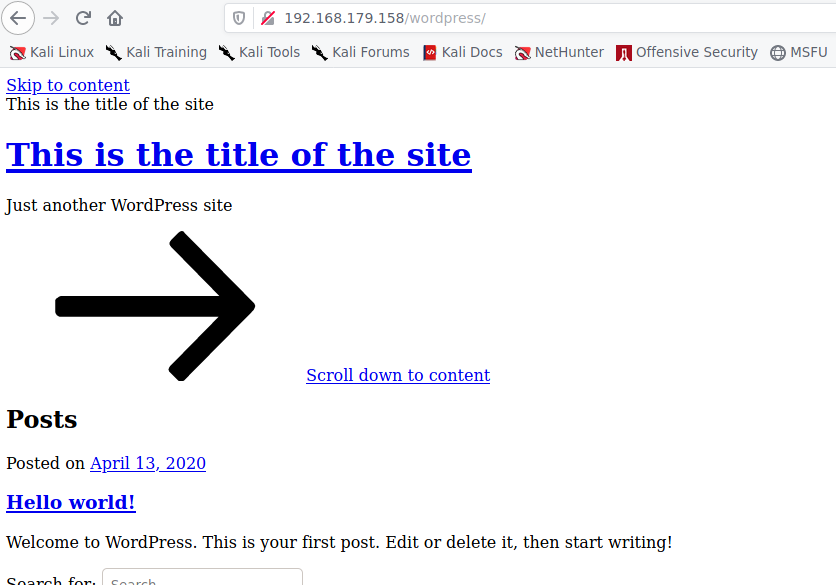 192.168.179.158/wordpress/
Kali Linux Kali Training Kali Tools Kali Forums Kali Docs NetHunter Offensive Security MSFU
Skip to content
This is the title of the site
This is the title of the site
Just another WordPress site
Scroll down to content
Posts
Posted on April 13, 2020
Hello world!
Welcome to WordPress. This is your first post. Edit or delete it, then start writing!
Search for: Search